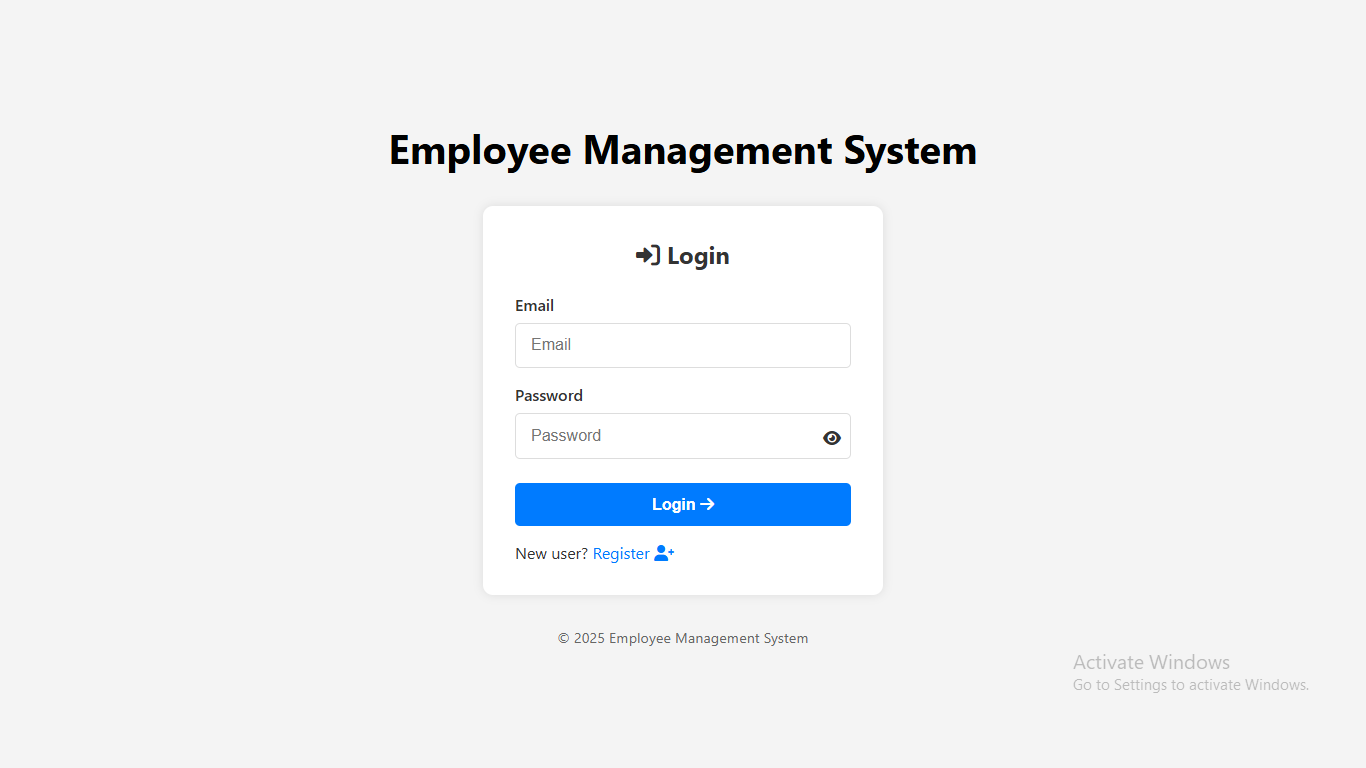 Employee Management System
Login
Email
Email
Password
Password
Login
New user? Register
© 2025 Employee Management System
Activate Windows
Go to Settings to activate Windows.